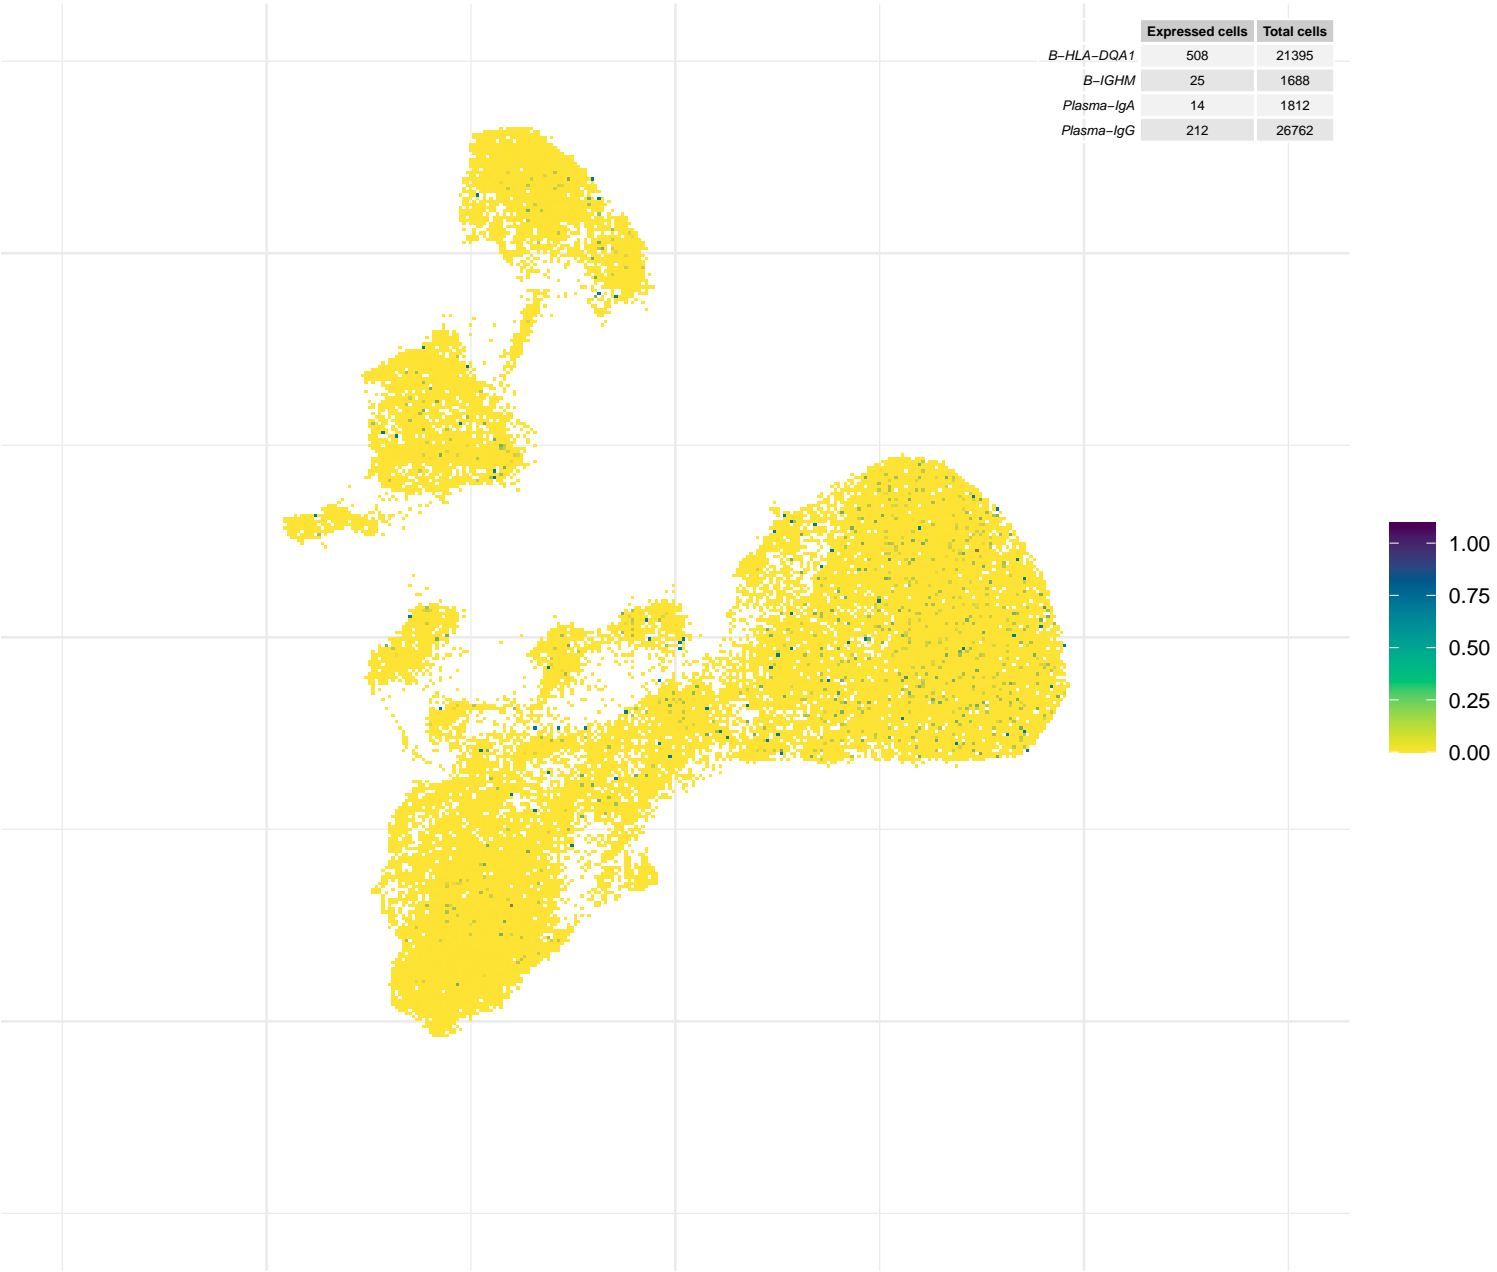 Expressed cells Total cells
B−HLA−DQA1 508 21395
B−IGHM 25 1688
Plasma−IgA 14 1812
Plasma−IgG 212 26762
1.00
0.75
0.50
0.25
0.00